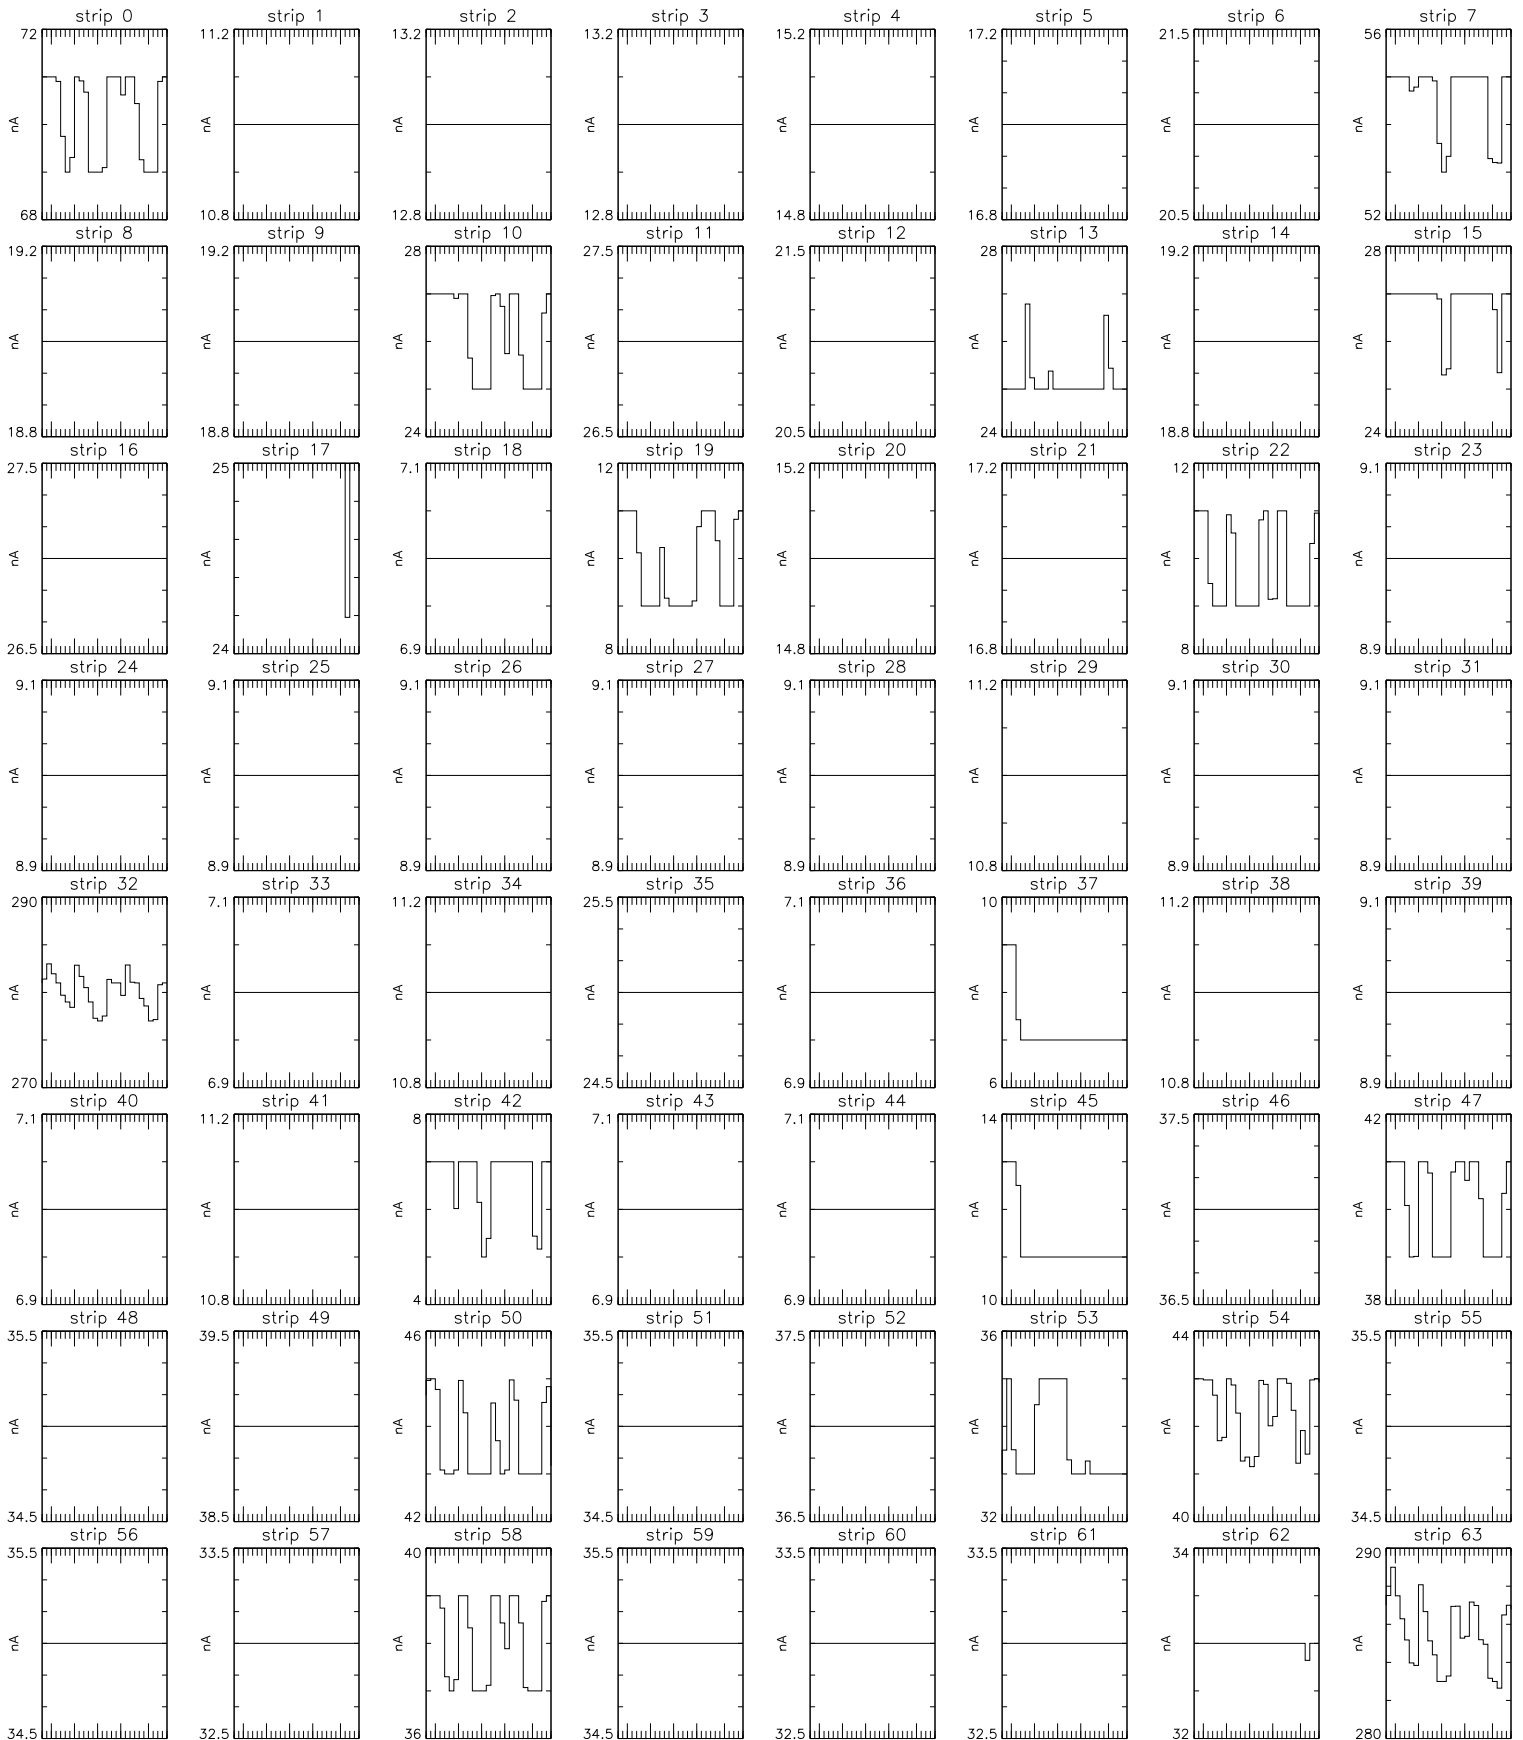 strip 0 strip 1 strip 2 strip 3 strip 4 strip 5 strip 6 strip 7
72 11.2 13.2 13.2 15.2 17.2 21.5 56
nA nA nA nA nA nA nA nA
68 10.8 12.8 12.8 14.8 16.8 20.5 52
strip 8 strip 9 strip 10 strip 11 strip 12 strip 13 strip 14 strip 15
19.2 19.2 28 27.5 21.5 28 19.2 28
nA nA nA nA nA nA nA nA
18.8 18.8 24 26.5 20.5 24 18.8 24
strip 16 strip 17 strip 18 strip 19 strip 20 strip 21 strip 22 strip 23
27.5 25 7.1 12 15.2 17.2 12 9.1
nA nA nA nA nA nA nA nA
26.5 24 6.9 8 14.8 16.8 8 8.9
strip 24 strip 25 strip 26 strip 27 strip 28 strip 29 strip 30 strip 31
9.1 9.1 9.1 9.1 9.1 11.2 9.1 9.1
nA nA nA nA nA nA nA nA
8.9 8.9 8.9 8.9 8.9 10.8 8.9 8.9
strip 32 strip 33 strip 34 strip 35 strip 36 strip 37 strip 38 strip 39
290 7.1 11.2 25.5 7.1 10 11.2 9.1
nA nA nA nA nA nA nA nA
270 6.9 10.8 24.5 6.9 6 10.8 8.9
strip 40 strip 41 strip 42 strip 43 strip 44 strip 45 strip 46 strip 47
7.1 11.2 8 7.1 7.1 14 37.5 42
nA nA nA nA nA nA nA nA
6.9 10.8 4 6.9 6.9 10 36.5 38
strip 48 strip 49 strip 50 strip 51 strip 52 strip 53 strip 54 strip 55
35.5 39.5 46 35.5 37.5 36 44 35.5
nA nA nA nA nA nA nA nA
34.5 38.5 42 34.5 36.5 32 40 34.5
strip 56 strip 57 strip 58 strip 59 strip 60 strip 61 strip 62 strip 63
35.5 33.5 40 35.5 33.5 33.5 34 290
nA nA nA nA nA nA nA nA
34.5 32.5 36 34.5 32.5 32.5 32 280